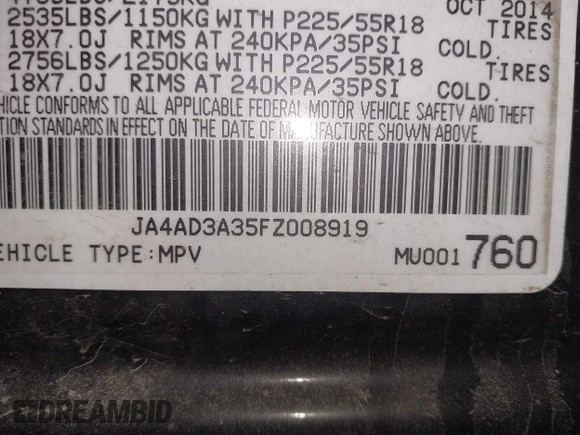 OCT 2014
2535LBS/1150KG WITH P225/55R18 TIRES
18X7.0J RIMS AT 240KPA/35PSI COLD.
2756LBS/1250KG WITH P225/55R18 TIRES
18X7.0J RIMS AT 240KPA/35PSI COLD.
HICLE CONFORMS TO ALL APPLICABLE FEDERAL MOTOR VEHICLE SAFETY AND THEFT
TION STANDARDS IN EFFECT ON THE DATE OF MANUFACTURE SHOWN ABOVE.
JA4AD3A35FZ008919
EHICLE TYPE:MPV MU001760
DREAMBID